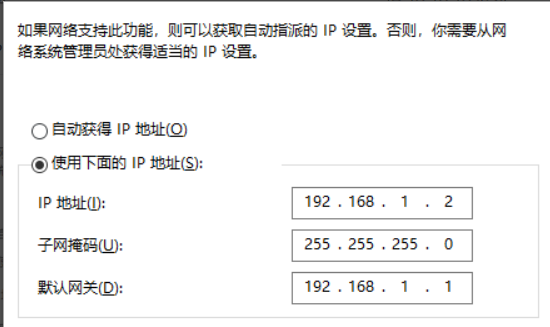 如果网络支持此功能，则可以获取自动指派的 IP 设置。否则，你需要从网
络系统管理员处获得适当的 IP 设置。
自动获得 IP 地址(O)
使用下面的 IP 地址(S):
IP 地址(I): 192 . 168 . 1 . 2
子网掩码(U): 255 . 255 . 255 . 0
默认网关(D): 192 . 168 . 1 . 1